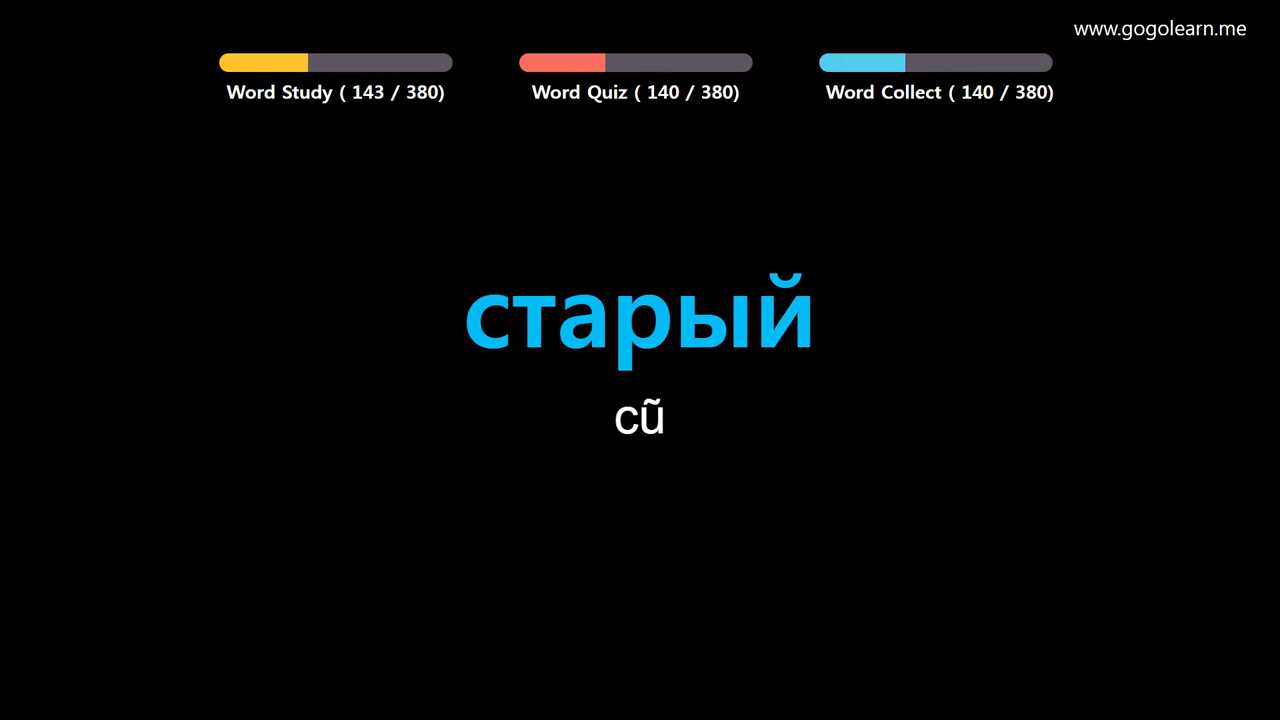 www.gogolearn.me
Word Study ( 143 / 380)
Word Quiz ( 140 / 380)
Word Collect ( 140 / 380)
старый
cũ